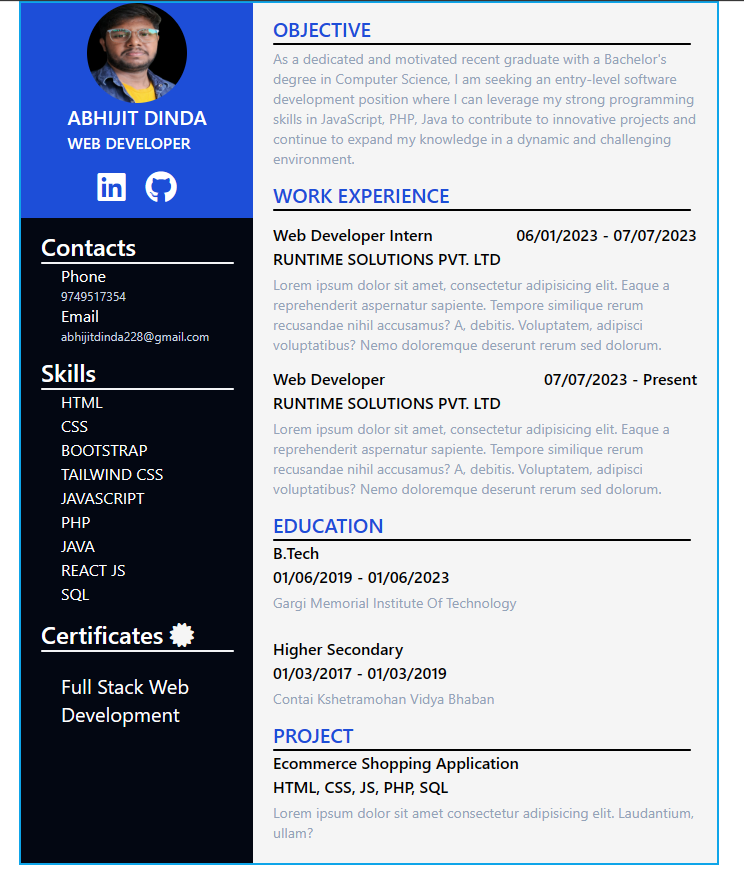 ABHIJIT DINDA
WEB DEVELOPER
in
Contacts
Phone
9749517354
Email
abhijitdinda228@gmail.com
Skills
HTML
CSS
BOOTSTRAP
TAILWIND CSS
JAVASCRIPT
PHP
JAVA
REACT JS
SQL
Certificates
Full Stack Web
Development
OBJECTIVE
As a dedicated and motivated recent graduate with a Bachelor's
degree in Computer Science, I am seeking an entry-level software
development position where I can leverage my strong programming
skills in JavaScript, PHP, Java to contribute to innovative projects and
continue to expand my knowledge in a dynamic and challenging
environment.
WORK EXPERIENCE
Web Developer Intern 06/01/2023 - 07/07/2023
RUNTIME SOLUTIONS PVT. LTD
Lorem ipsum dolor sit amet, consectetur adipisicing elit. Eaque a
reprehenderit aspernatur sapiente. Tempore similique rerum
recusandae nihil accusamus? A, debitis. Voluptatem, adipisci
voluptatibus? Nemo doloremque deserunt rerum sed dolorum.
Web Developer 07/07/2023 - Present
RUNTIME SOLUTIONS PVT. LTD
Lorem ipsum dolor sit amet, consectetur adipisicing elit. Eaque a
reprehenderit aspernatur sapiente. Tempore similique rerum
recusandae nihil accusamus? A, debitis. Voluptatem, adipisci
voluptatibus? Nemo doloremque deserunt rerum sed dolorum.
EDUCATION
B.Tech
01/06/2019 - 01/06/2023
Gargi Memorial Institute Of Technology
Higher Secondary
01/03/2017 - 01/03/2019
Contai Kshetramohan Vidya Bhaban
PROJECT
Ecommerce Shopping Application
HTML, CSS, JS, PHP, SQL
Lorem ipsum dolor sit amet consectetur adipisicing elit. Laudantium,
ullam?